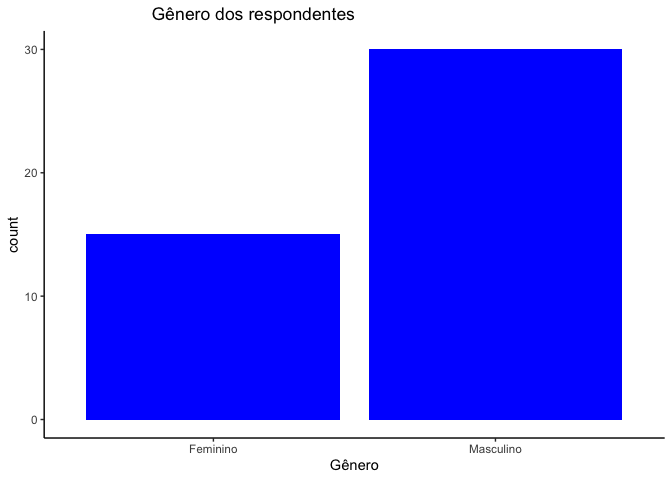 Gênero dos respondentes
30
20
10
0
count
Feminino Masculino
Gênero